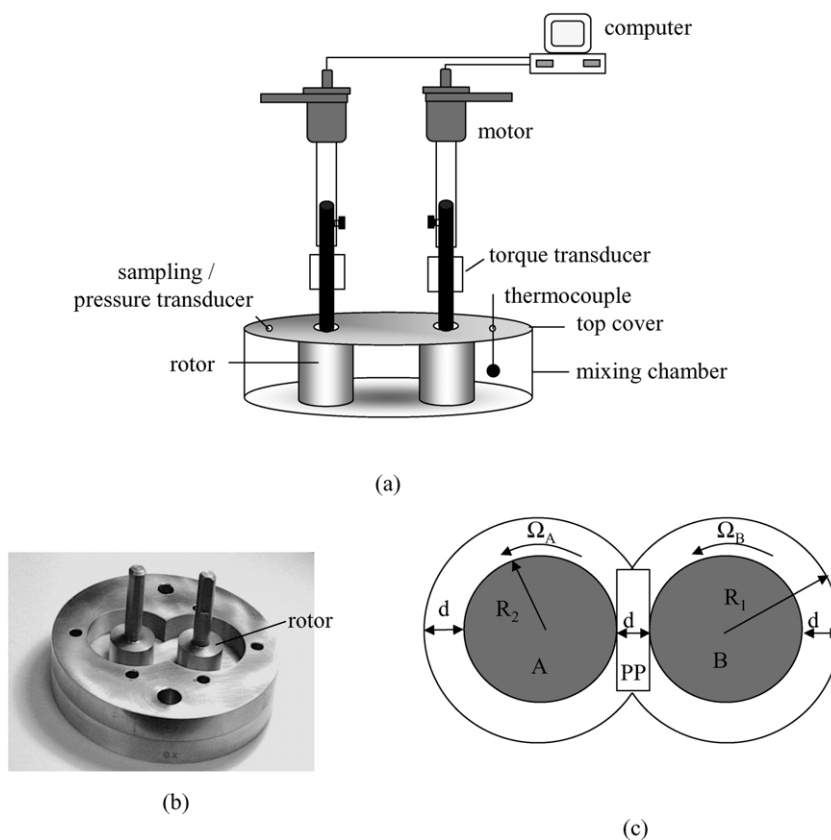 computer
motor
torque transducer
sampling /
pressure transducer
thermocouple
top cover
rotor
mixing chamber
(a)
rotor
(b)
Ω_A
Ω_B
R_2
R_1
d
d
d
A
PP
B
(c)